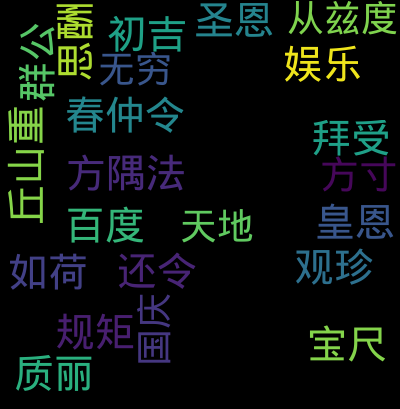 思酬
群公
初吉
圣恩
从兹度
无穷
娱乐
春仲令
丘山重
拜受
方隅法
方寸
百度
天地
皇恩
如荷
还令
观珍
规矩
国庆
宝尺
质丽